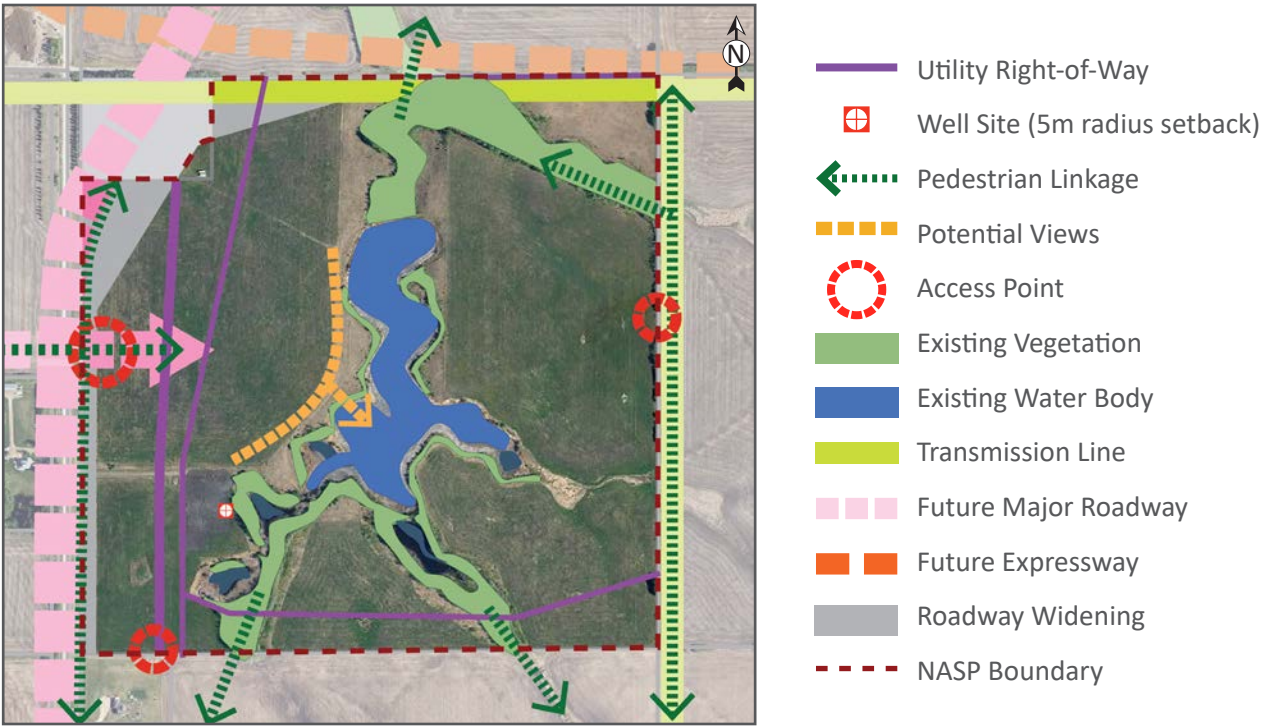 N
Utility Right-of-Way
Well Site (5m radius setback)
Pedestrian Linkage
Potential Views
Access Point
Existing Vegetation
Existing Water Body
Transmission Line
Future Major Roadway
Future Expressway
Roadway Widening
NASP Boundary